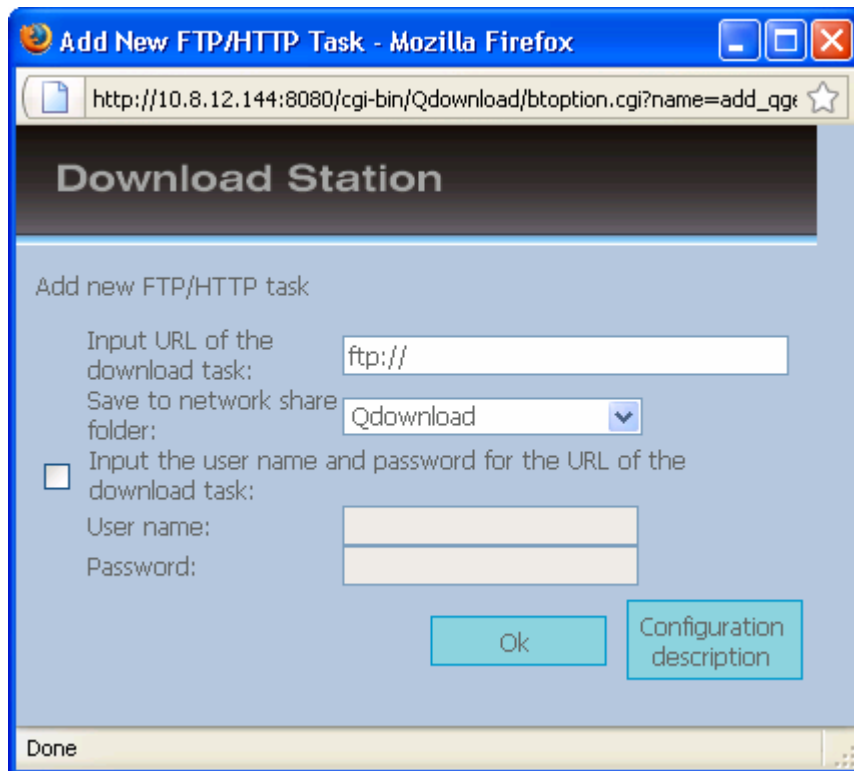 Add New FTP/HTTP Task - Mozilla Firefox
http://10.8.12.144:8080/cgi-bin/Qdownload/btoption.cgi?name=add_qge
Download Station
Add new FTP/HTTP task
Input URL of the
download task:
ftp://
Save to network share
folder:
Qdownload
Input the user name and password for the URL of the
download task:
User name:
Password:
Ok
Configuration
description
Done